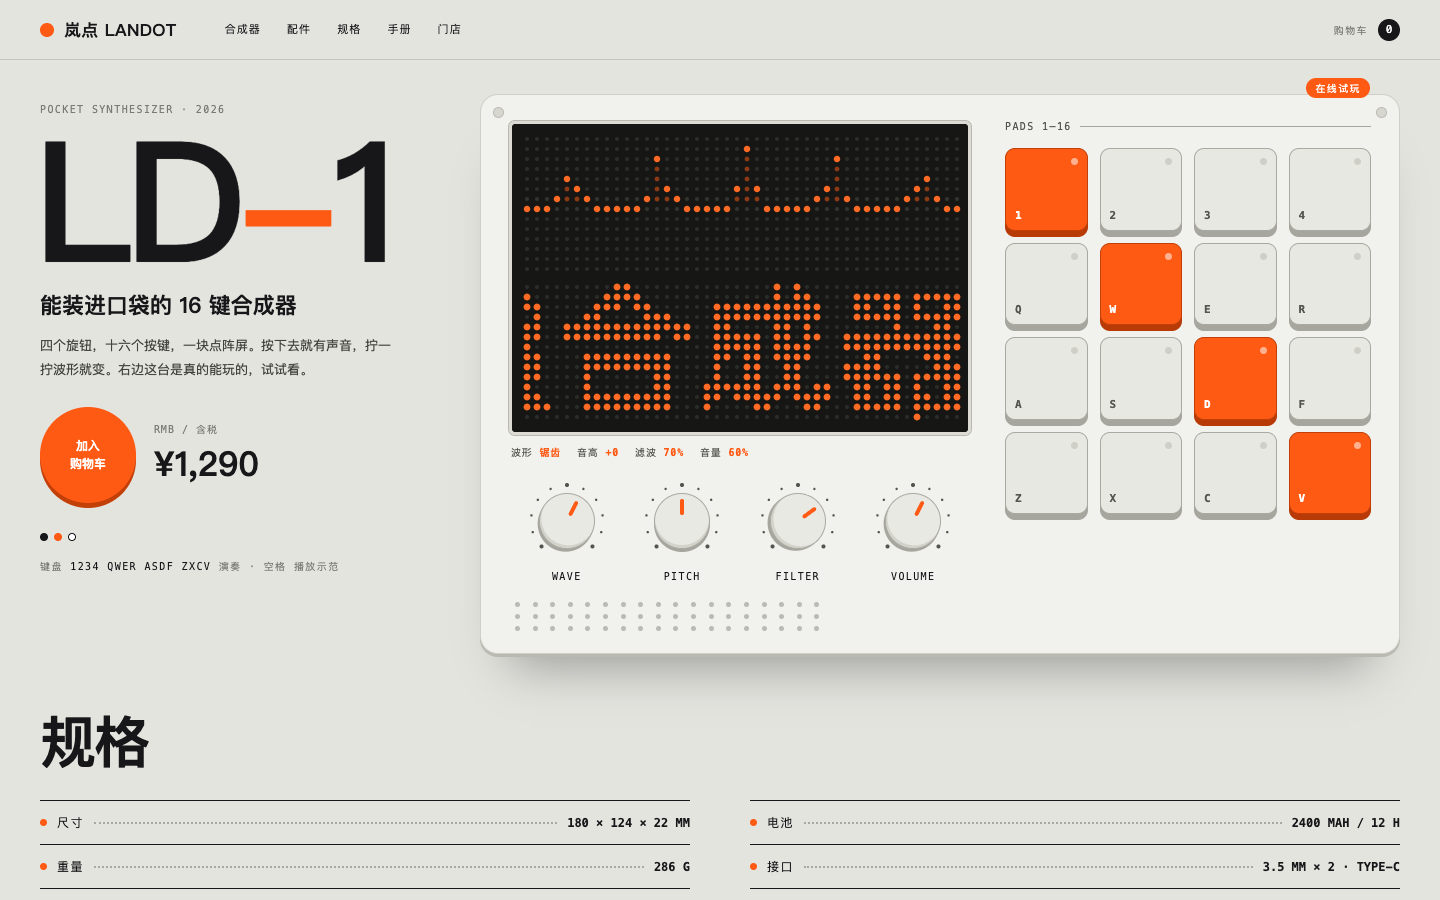 岚点 LANDOT
合成器 配件 规格 手册 门店
购物车 0
POCKET SYNTHESIZER · 2026
LD–1
能装进口袋的 16 键合成器
四个旋钮，十六个按键，一块点阵屏。按下去就有声音，拧一
拧波形就变。右边这台是真的能玩的，试试看。
加入
购物车
RMB / 含税
¥1,290
键盘 1234 QWER ASDF ZXCV 演奏 · 空格 播放示范
在线试玩
合成器
波形 锯齿 音高 +0 滤波 70% 音量 60%
WAVE PITCH FILTER VOLUME
PADS 1–16
1 2 3 4
Q W E R
A S D F
Z X C V
规格
尺寸 180 × 124 × 22 MM
电池 2400 MAH / 12 H
重量 286 G
接口 3.5 MM × 2 · TYPE–C